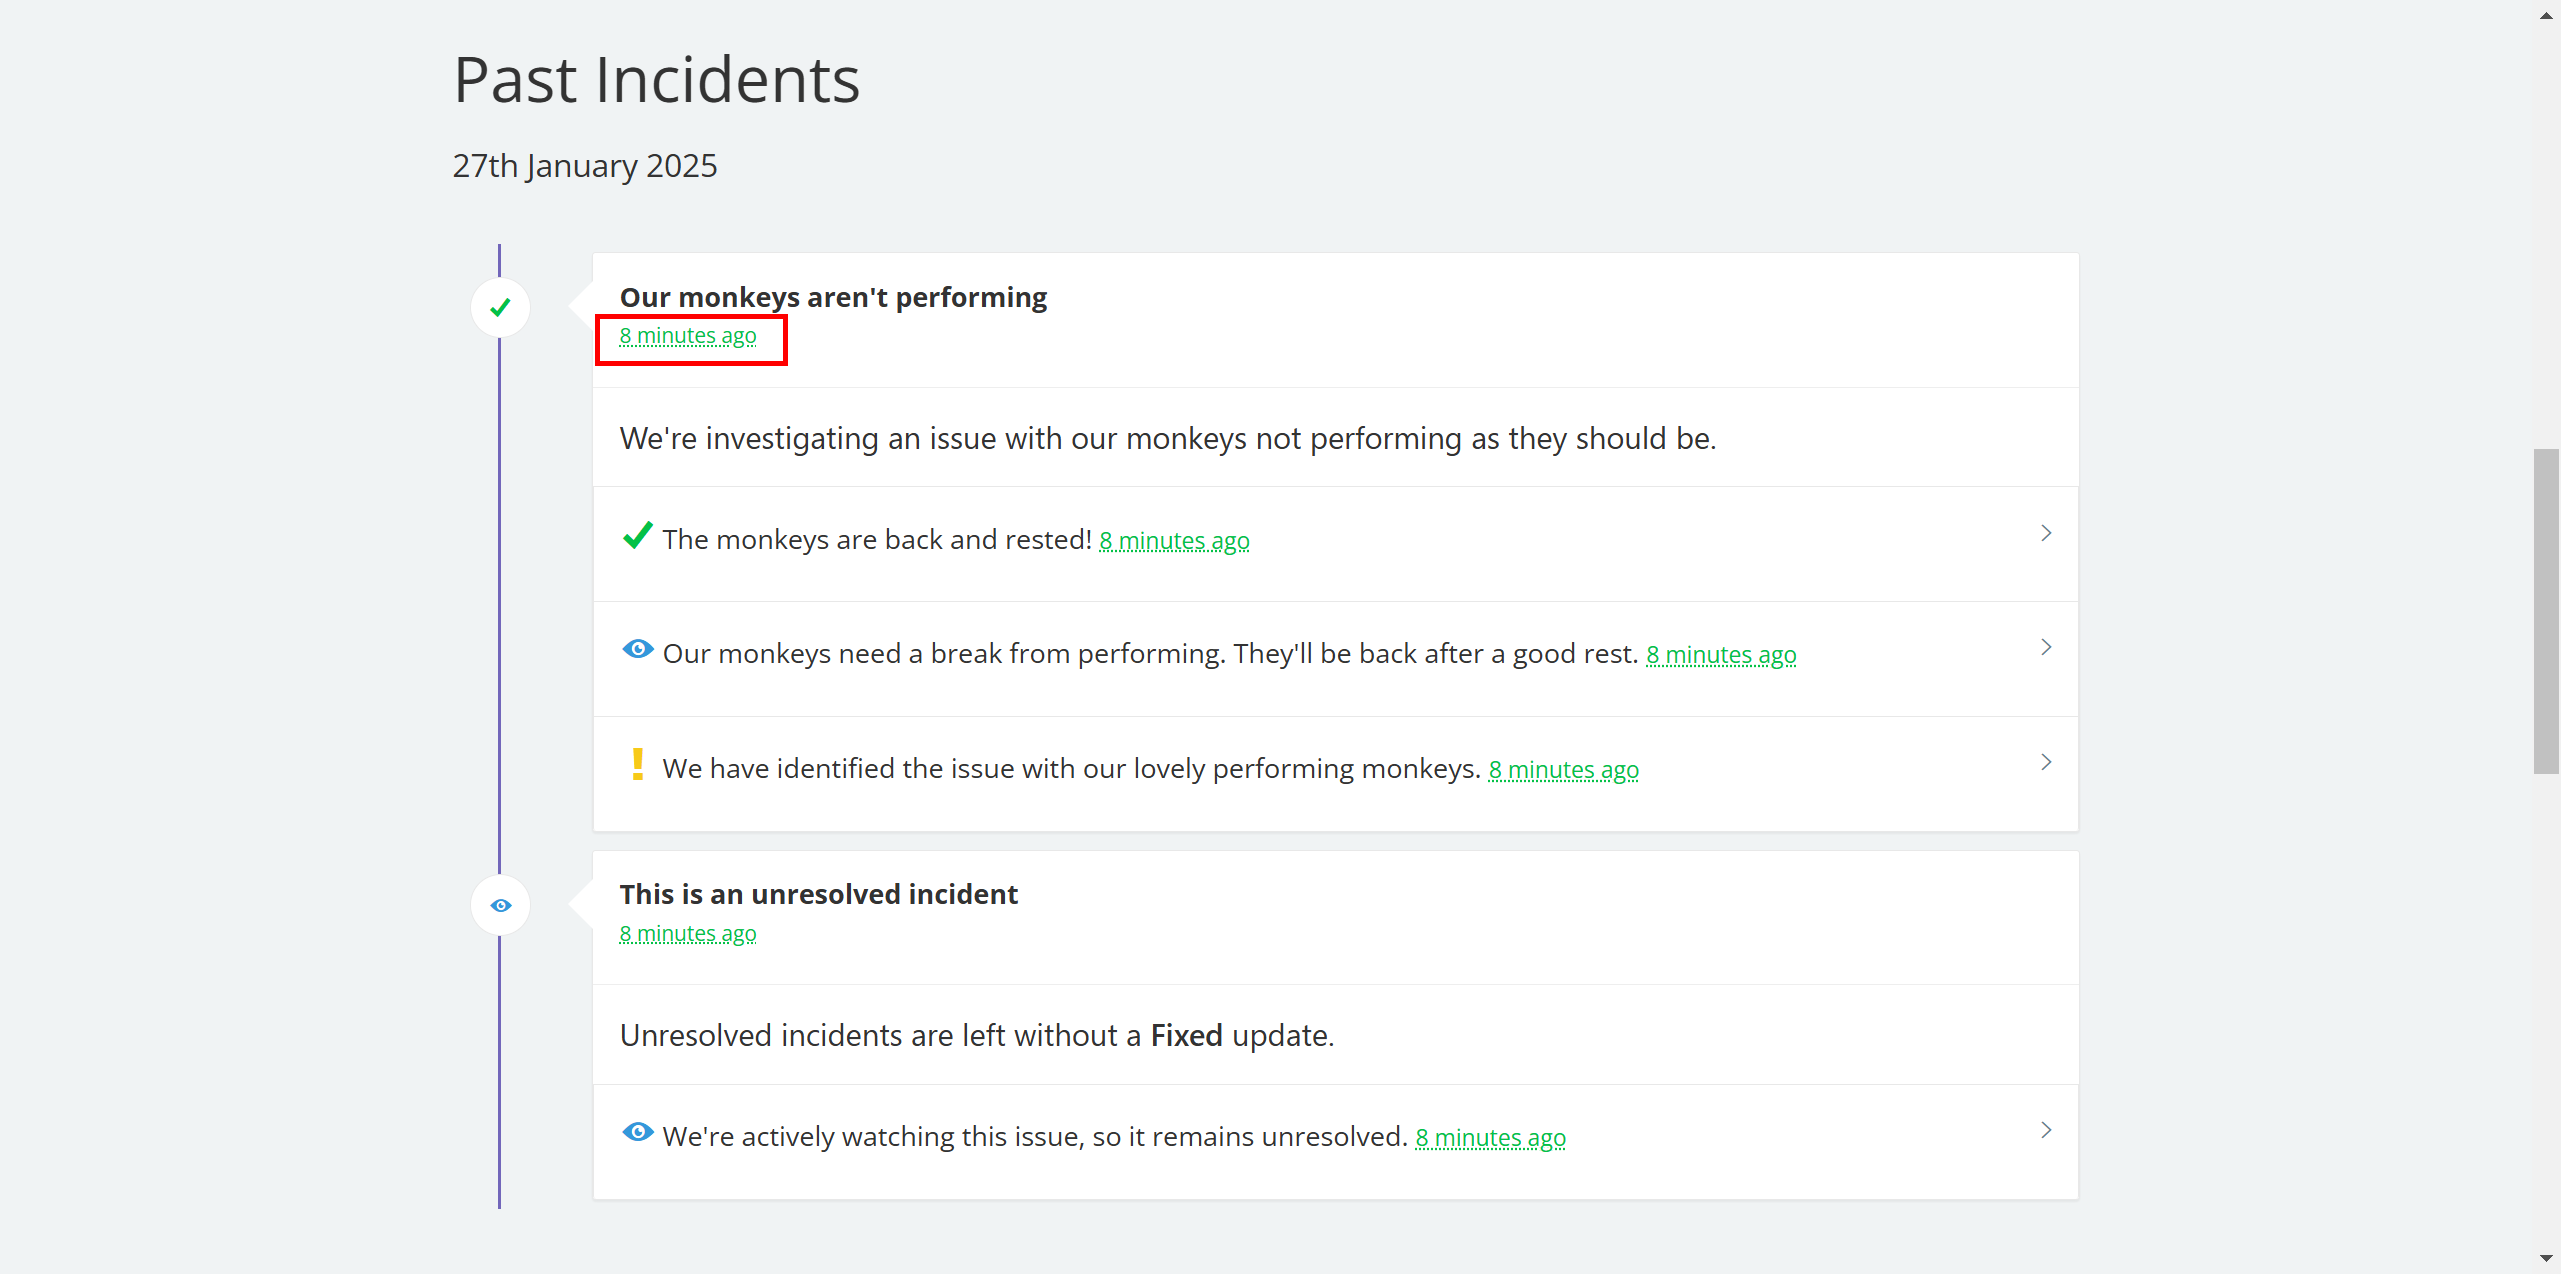 Past Incidents
27th January 2025
Our monkeys aren't performing
8 minutes ago
We're investigating an issue with our monkeys not performing as they should be.
The monkeys are back and rested! 8 minutes ago
Our monkeys need a break from performing. They'll be back after a good rest. 8 minutes ago
We have identified the issue with our lovely performing monkeys. 8 minutes ago
This is an unresolved incident
8 minutes ago
Unresolved incidents are left without a Fixed update.
We're actively watching this issue, so it remains unresolved. 8 minutes ago